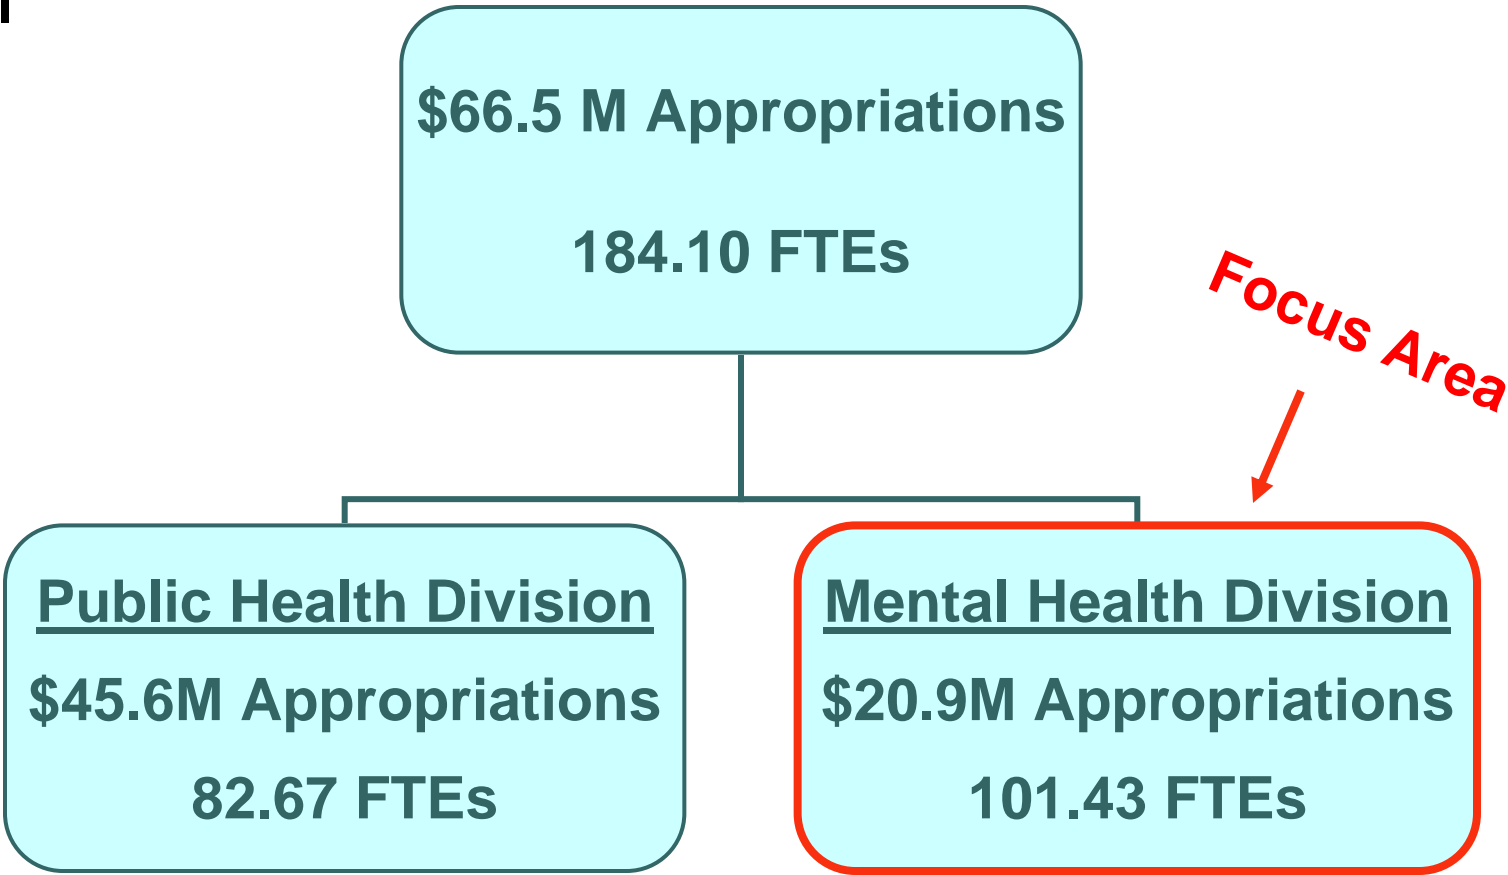 $66.5 M Appropriations
184.10 FTEs
Focus Area
Public Health Division
$45.6M Appropriations
82.67 FTEs
Mental Health Division
$20.9M Appropriations
101.43 FTEs